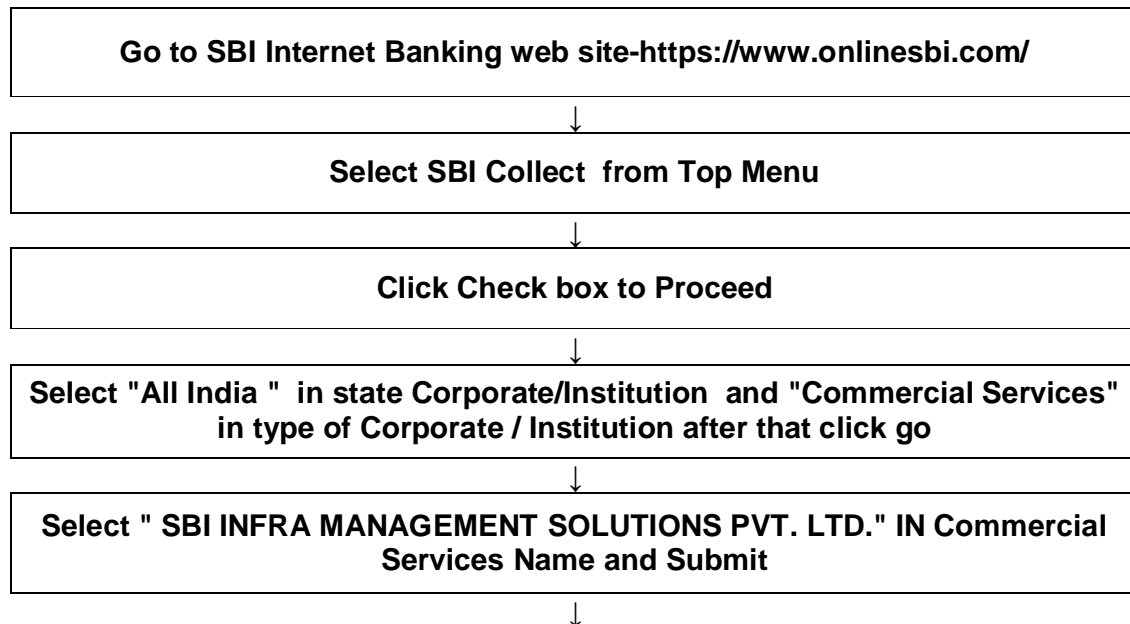 Go to SBI Internet Banking web site-https://www.onlinesbi.com/
↓
Select SBI Collect from Top Menu
↓
Click Check box to Proceed
↓
Select "All India " in state Corporate/Institution and "Commercial Services"
in type of Corporate / Institution after that click go
↓
Select " SBI INFRA MANAGEMENT SOLUTIONS PVT. LTD." IN Commercial
Services Name and Submit
↓